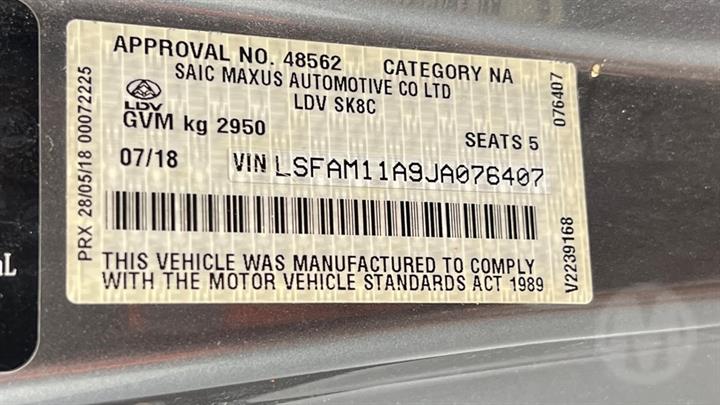 APPROVAL NO. 48562 CATEGORY NA
SAIC MAXUS AUTOMOTIVE CO LTD
LDV
LDV SK8C
GVM kg 2950
SEATS 5
07/18 VIN LSFAM11A9JA076407
THIS VEHICLE WAS MANUFACTURED TO COMPLY
WITH THE MOTOR VEHICLE STANDARDS ACT 1989
PRX 28/05/18 00072225
076407
V2239168